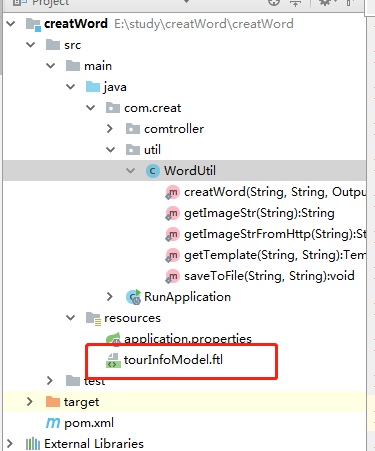 Project
creatWord E:\study\creatWord\creatWord
src
main
java
com.creat
comtroller
util
WordUtil
creatWord(String, String, Outpu
getImageStr(String):String
getImageStrFromHttp(String):St
getTemplate(String, String):Tem
saveToFile(String, String):void
RunApplication
resources
application.properties
tourInfoModel.ftl
test
target
pom.xml
External Libraries